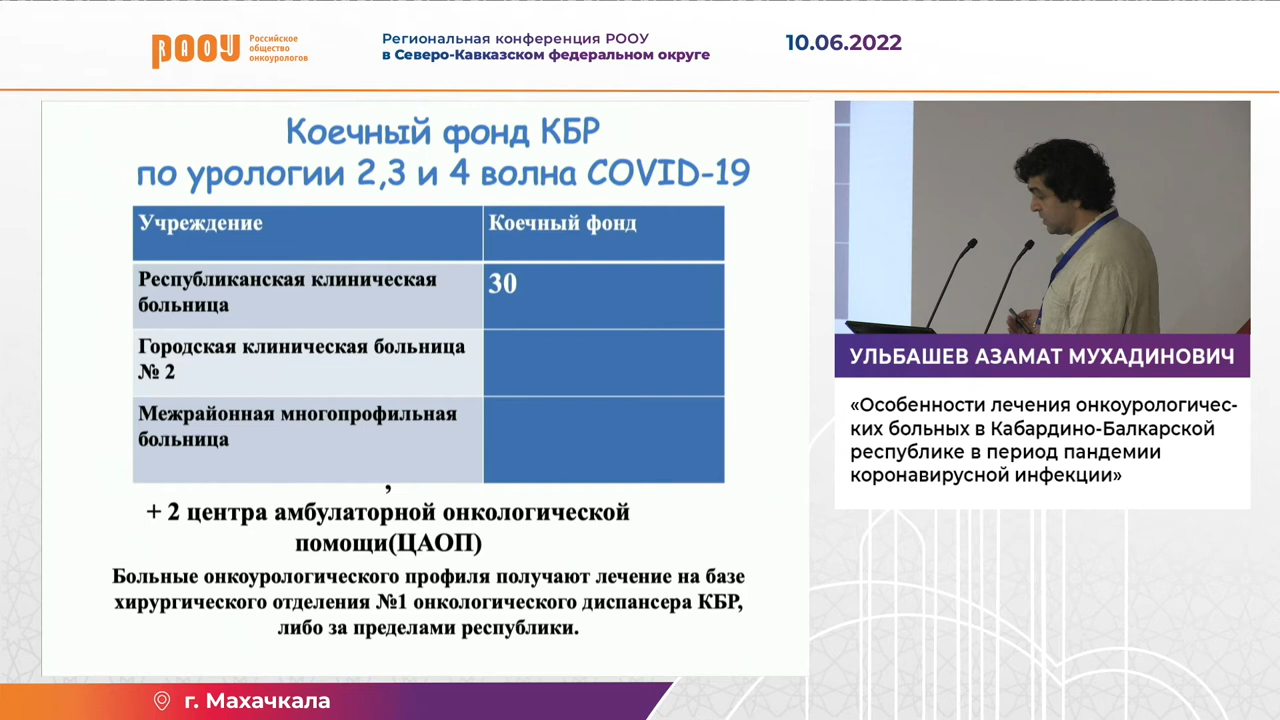 РООУ
Российское
общество
онкоурологов
Региональная конференция РООУ
в Северо-Кавказском федеральном округе
10.06.2022
Коечный фонд КБР
по урологии 2,3 и 4 волна COVID-19
Учреждение
Коечный фонд
Республиканская клиническая
больница
30
Городская клиническая больница
№ 2
Межрайонная многопрофильная
больница
,
+ 2 центра амбулаторной онкологической
помощи(ЦАОП)
Больные онкоурологического профиля получают лечение на базе
хирургического отделения №1 онкологического диспансера КБР,
либо за пределами республики.
УЛЬБАШЕВ АЗАМАТ МУХАДИНОВИЧ
«Особенности лечения онкоурологичес-
ких больных в Кабардино-Балкарской
республике в период пандемии
коронавирусной инфекции»
г. Махачкала